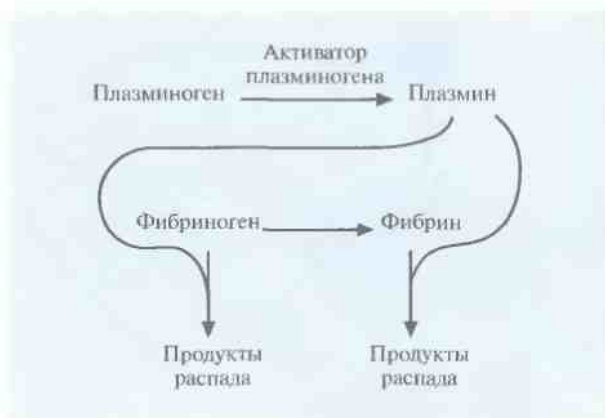 Активатор
плазминогена
Плазминоген
Плазмин
Фибриноген
Фибрин
Продукты
распада
Продукты
распада